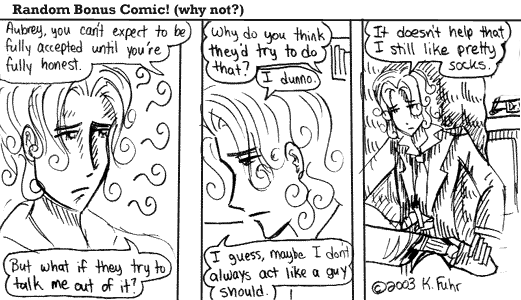 Random Bonus Comic! (why not?)
Aubrey, you can't expect to be
fully accepted until you're
fully honest.
But what if they try to
talk me out of it?
Why do you think
they'd try to do
that?
I dunno.
I guess, maybe I don't
always act like a guy
should.
It doesn't help that
I still like pretty
socks.
©2003 K. Fuhr